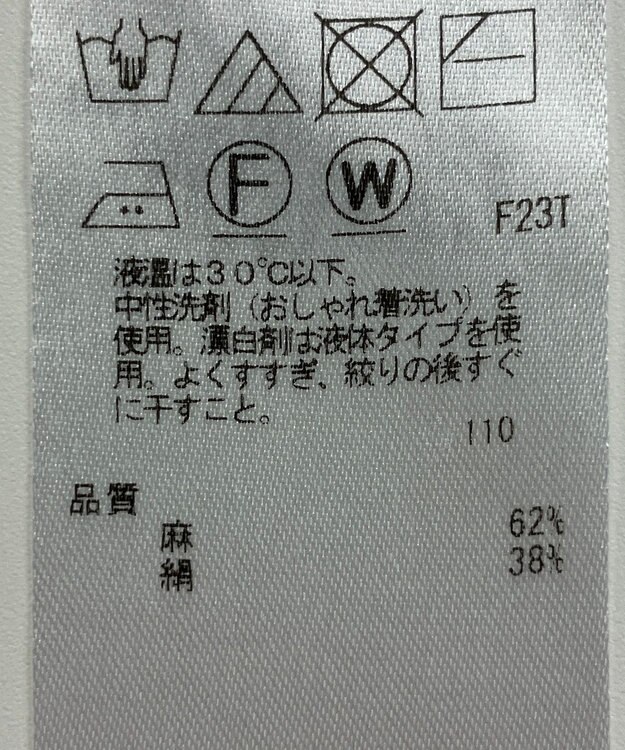 F
W
F23T
液温は30℃以下。
中性洗剤（おしゃれ着洗い）を
使用。漂白剤は液体タイプを使
用。よくすすぎ、絞りの後すぐ
に干すこと。
110
品質
麻 62%
絹 38%